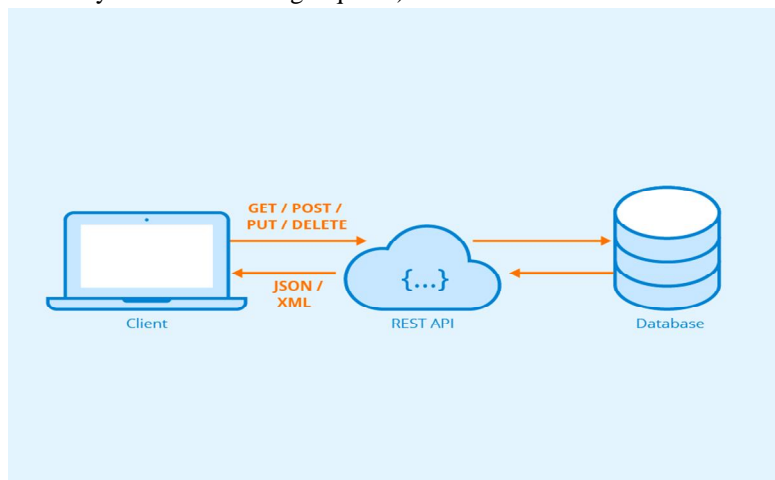 GET / POST /
PUT / DELETE
{...}
JSON /
XML
Client
REST API
Database